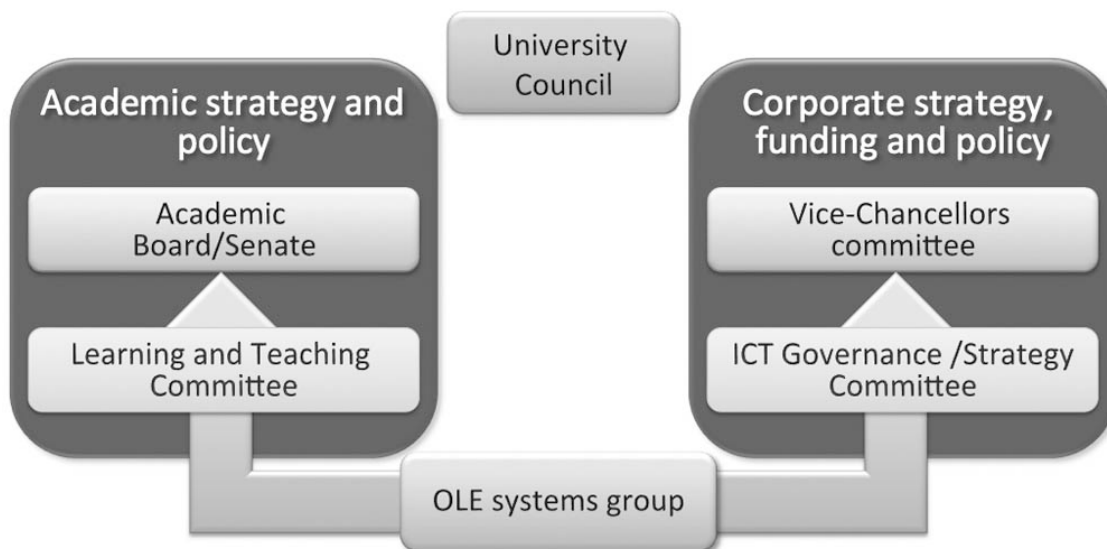 University
Council
Academic strategy and
policy
Academic
Board/Senate
Learning and Teaching
Committee
Corporate strategy,
funding and policy
Vice-Chancellors
committee
ICT Governance /Strategy
Committee
OLE systems group